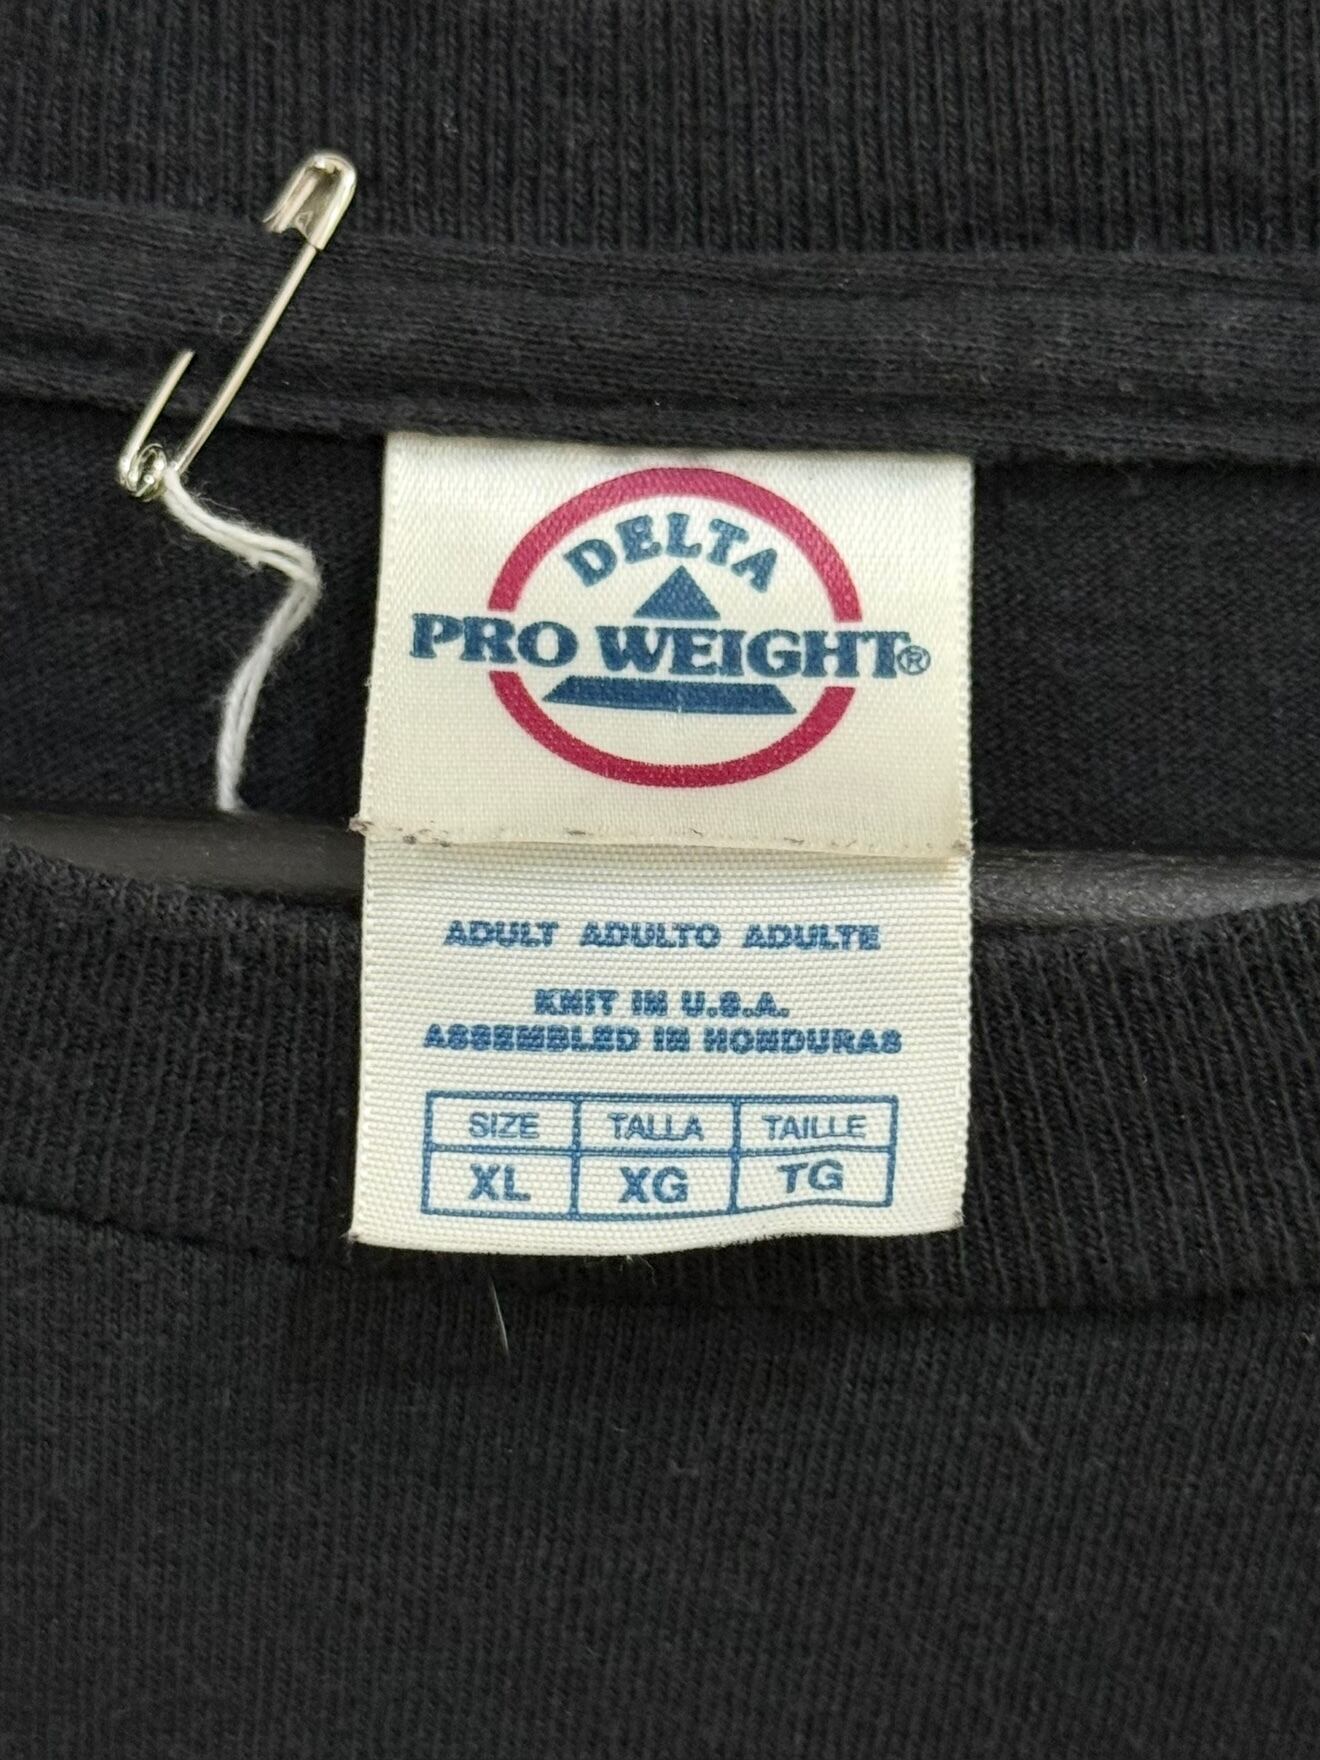 DELTA
PRO WEIGHT®
ADULT ADULTO ADULTE
KNIT IN U.S.A.
ASSEMBLED IN HONDURAS
SIZE TALLA TAILLE
XL XG TG